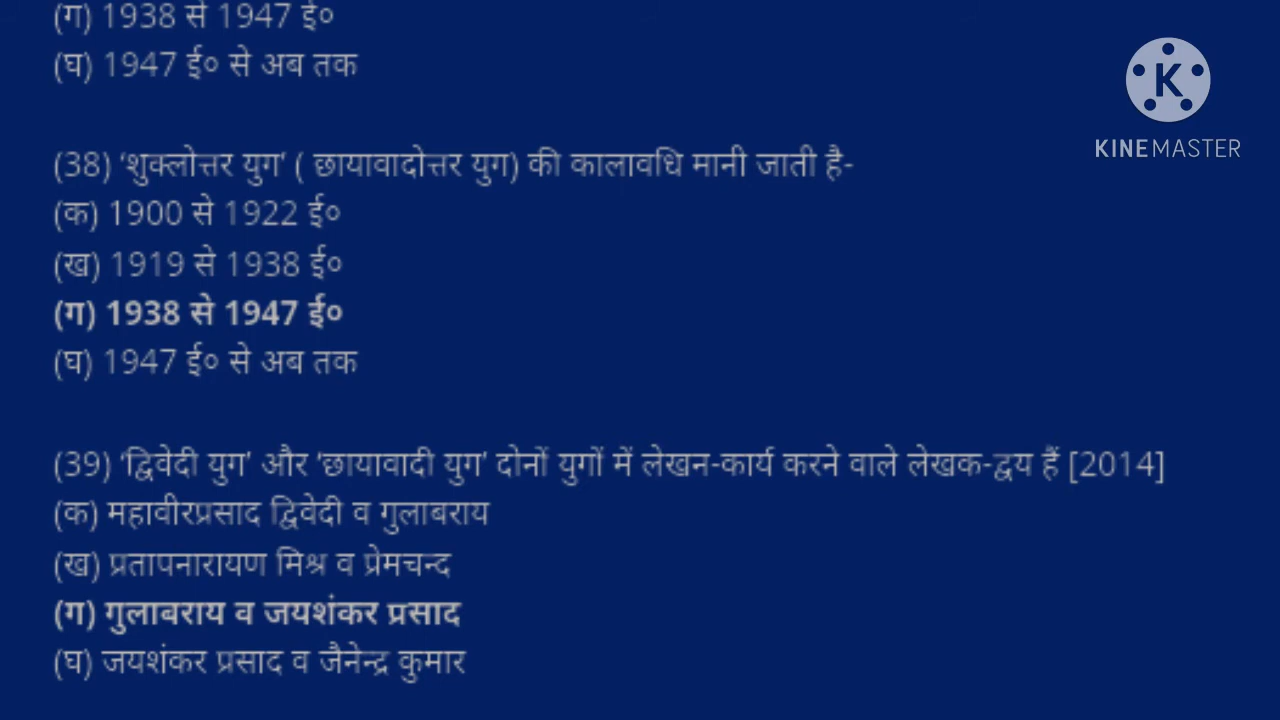 (ग) 1938 से 1947 ई०
(घ) 1947 ई० से अब तक
K
KINEMASTER
(38) ‘शुक्लोत्तर युग’ ( छायावादोत्तर युग) की कालावधि मानी जाती है-
(क) 1900 से 1922 ई०
(ख) 1919 से 1938 ई०
(ग) 1938 से 1947 ई०
(घ) 1947 ई० से अब तक
(39) ‘द्विवेदी युग’ और ‘छायावादी युग’ दोनों युगों में लेखन-कार्य करने वाले लेखक-द्वय हैं [2014]
(क) महावीरप्रसाद द्विवेदी व गुलाबराय
(ख) प्रतापनारायण मिश्र व प्रेमचन्द
(ग) गुलाबराय व जयशंकर प्रसाद
(घ) जयशंकर प्रसाद व जैनेन्द्र कुमार